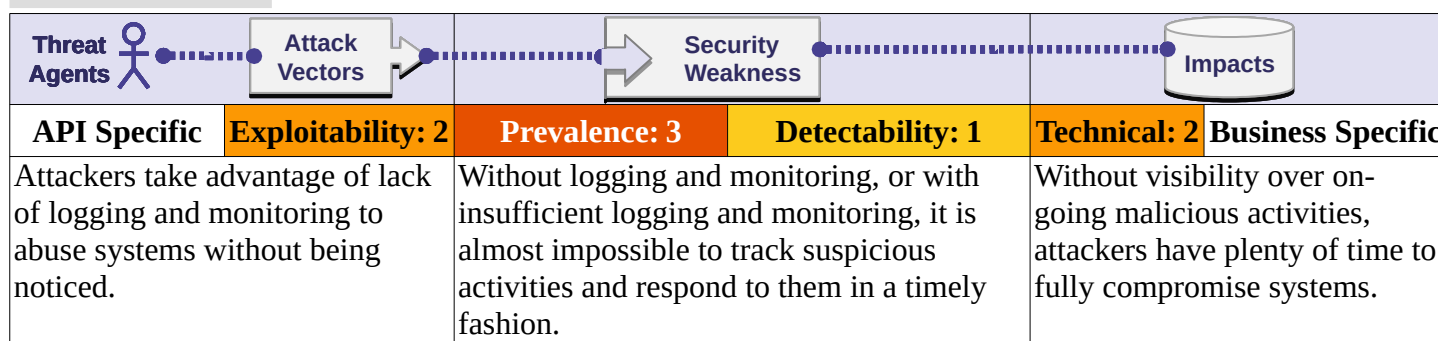 Threat
Agents
Attack
Vectors
Security
Weakness
Impacts
API Specific
Exploitability: 2
Prevalence: 3
Detectability: 1
Technical: 2
Business Specific
Attackers take advantage of lack
of logging and monitoring to
abuse systems without being
noticed.
Without logging and monitoring, or with
insufficient logging and monitoring, it is
almost impossible to track suspicious
activities and respond to them in a timely
fashion.
Without visibility over on-
going malicious activities,
attackers have plenty of time to
fully compromise systems.